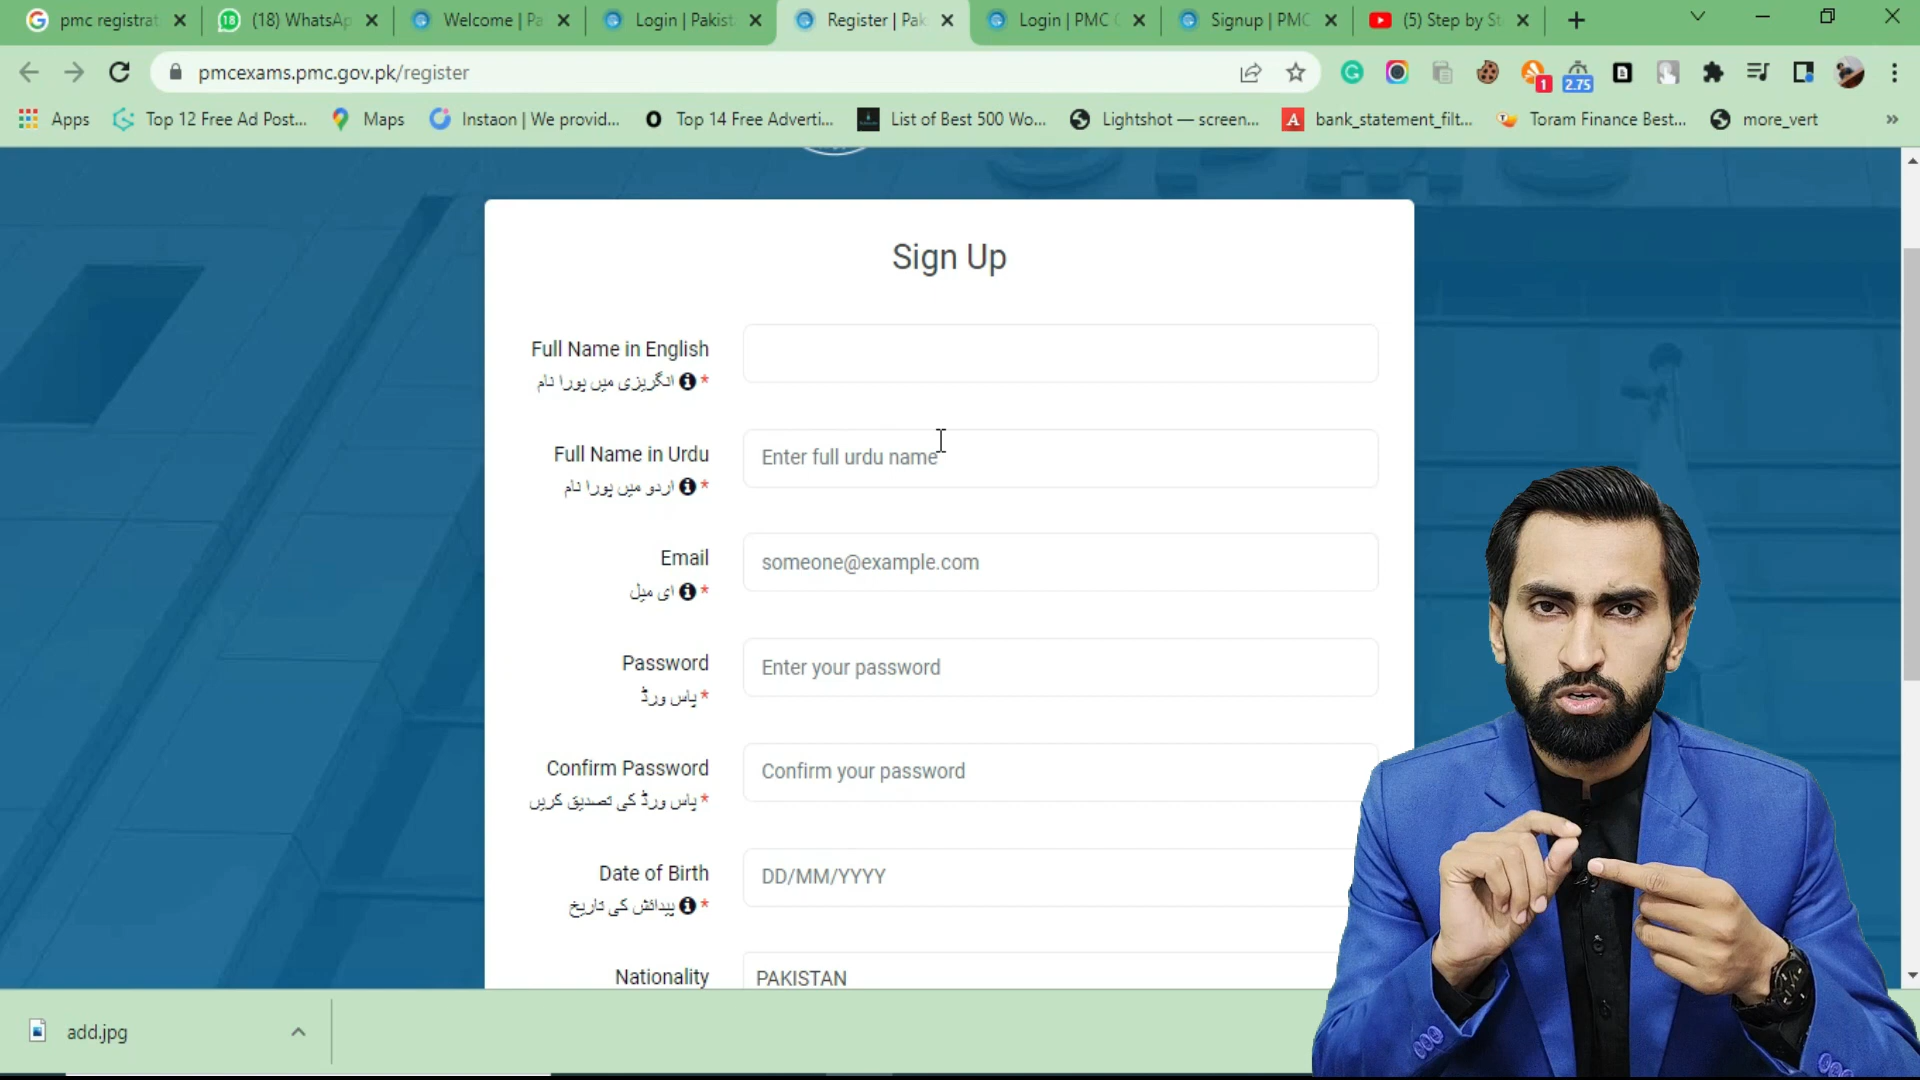 pmc registrat
18
(18) WhatsAp
Welcome | Pa
Login | Pakist
Register | Pak
Login | PMC C
Signup | PMC
(5) Step by St
pmcexams.pmc.gov.pk/register
1
2.75
Apps
Top 12 Free Ad Post...
Maps
Instaon | We provid...
Top 14 Free Adverti...
List of Best 500 Wo...
Lightshot — screen...
bank_statement_filt...
Toram Finance Best...
more_vert
»
Sign Up
Full Name in English
انگریزی میں پورا نام *
Full Name in Urdu
Enter full urdu name
اردو میں پورا نام *
Email
someone@example.com
ای میل *
Password
Enter your password
پاس ورڈ *
Confirm Password
Confirm your password
پاس ورڈ کی تصدیق کریں *
Date of Birth
DD/MM/YYYY
پیدائش کی تاریخ *
Nationality
PAKISTAN
add.jpg